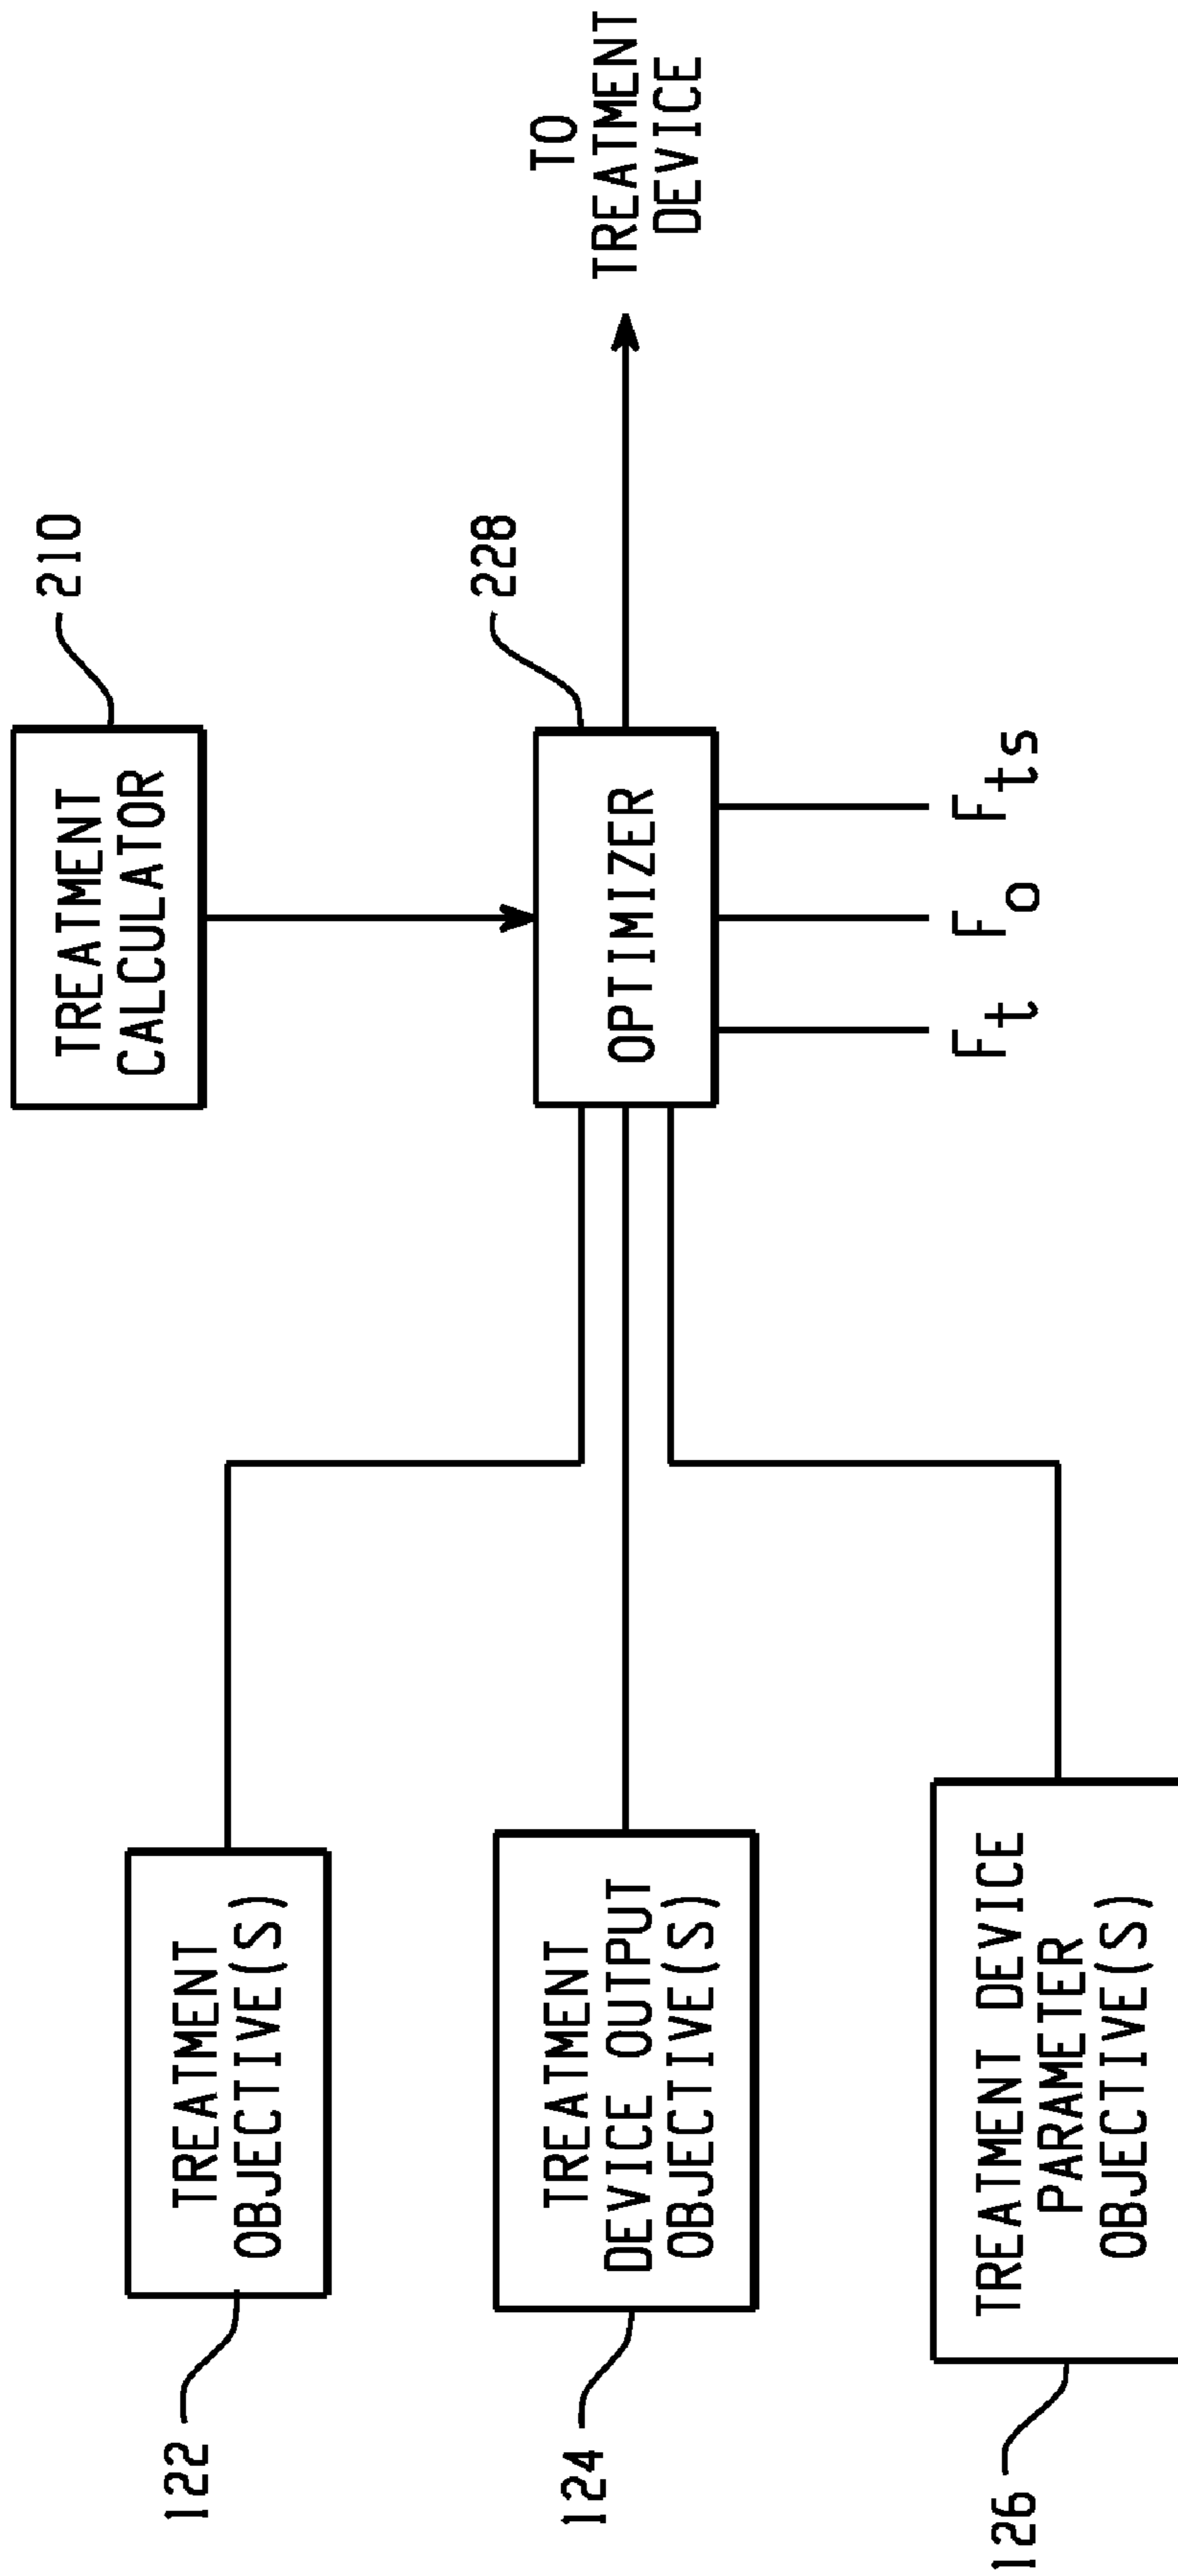 210
TREATMENT
CALCULATOR
122
TREATMENT
OBJECTIVE(S)
228
OPTIMIZER
TO
TREATMENT
DEVICE
124
TREATMENT
DEVICE OUTPUT
OBJECTIVE(S)
Ft Fo Fts
126
TREATMENT DEVICE
PARAMETER
OBJECTIVE(S)